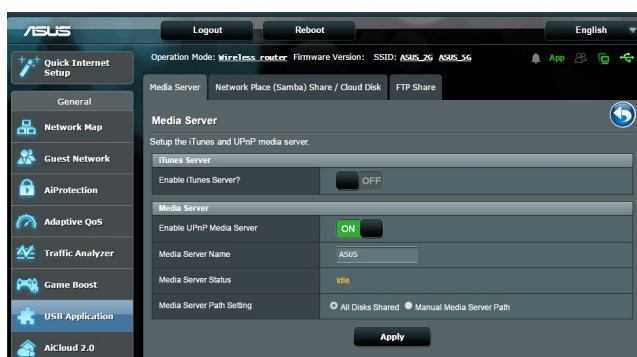 ASUS
Logout
Reboot
English
Quick Internet Setup
Operation Mode: Wireless router Firmware Version: SSID: ASUS_2G ASUS_5G
App
Media Server
Network Place (Samba) Share / Cloud Disk
FTP Share
General
Network Map
Guest Network
AiProtection
Adaptive QoS
Traffic Analyzer
Game Boost
USB Application
AiCloud 2.0
Media Server
Setup the iTunes and UPnP media server.
iTunes Server
Enable iTunes Server?
OFF
Media Server
Enable UPnP Media Server
ON
Media Server Name
ASUS
Media Server Status
Idle
Media Server Path Setting
All Disks Shared Manual Media Server Path
Apply